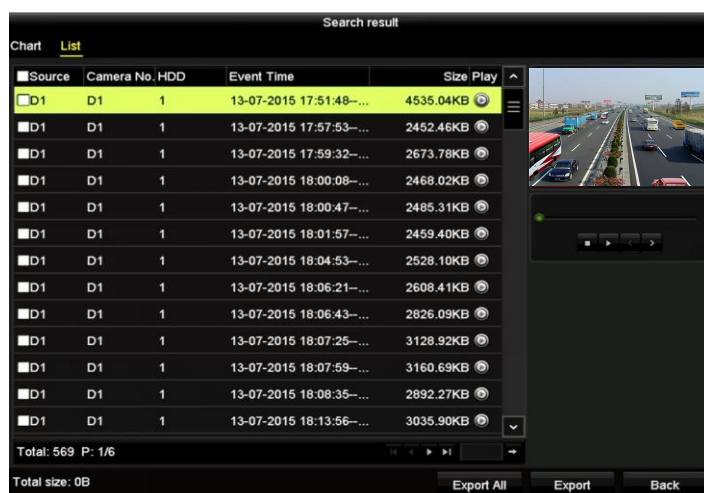 Search result
Chart List
Source Camera No. HDD Event Time Size Play
D1 D1 1 13-07-2015 17:51:48--... 4535.04KB
D1 D1 1 13-07-2015 17:57:53--... 2452.46KB
D1 D1 1 13-07-2015 17:59:32--... 2673.78KB
D1 D1 1 13-07-2015 18:00:08--... 2468.02KB
D1 D1 1 13-07-2015 18:00:47--... 2485.31KB
D1 D1 1 13-07-2015 18:01:57--... 2459.40KB
D1 D1 1 13-07-2015 18:04:53--... 2528.10KB
D1 D1 1 13-07-2015 18:06:21--... 2608.41KB
D1 D1 1 13-07-2015 18:06:43--... 2826.09KB
D1 D1 1 13-07-2015 18:07:25--... 3128.92KB
D1 D1 1 13-07-2015 18:07:59--... 3160.69KB
D1 D1 1 13-07-2015 18:08:35--... 2892.27KB
D1 D1 1 13-07-2015 18:13:56--... 3035.90KB
Total: 569 P: 1/6
Total size: 0B Export All Export Back